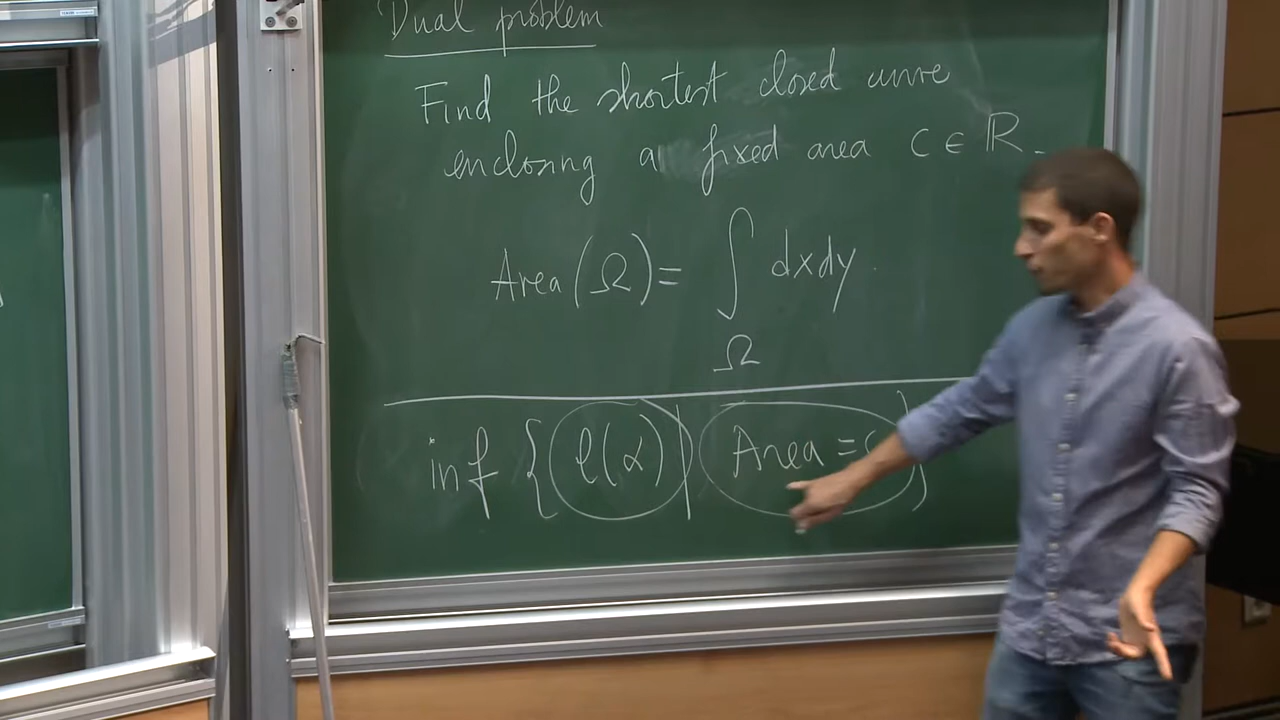 Dual problem
Find the shortest closed curve
enclosing a fixed area c ∈ ℝ.
Area(Ω) = ∫ dxdy.
Ω
inf { ℓ(α) | Area = c }